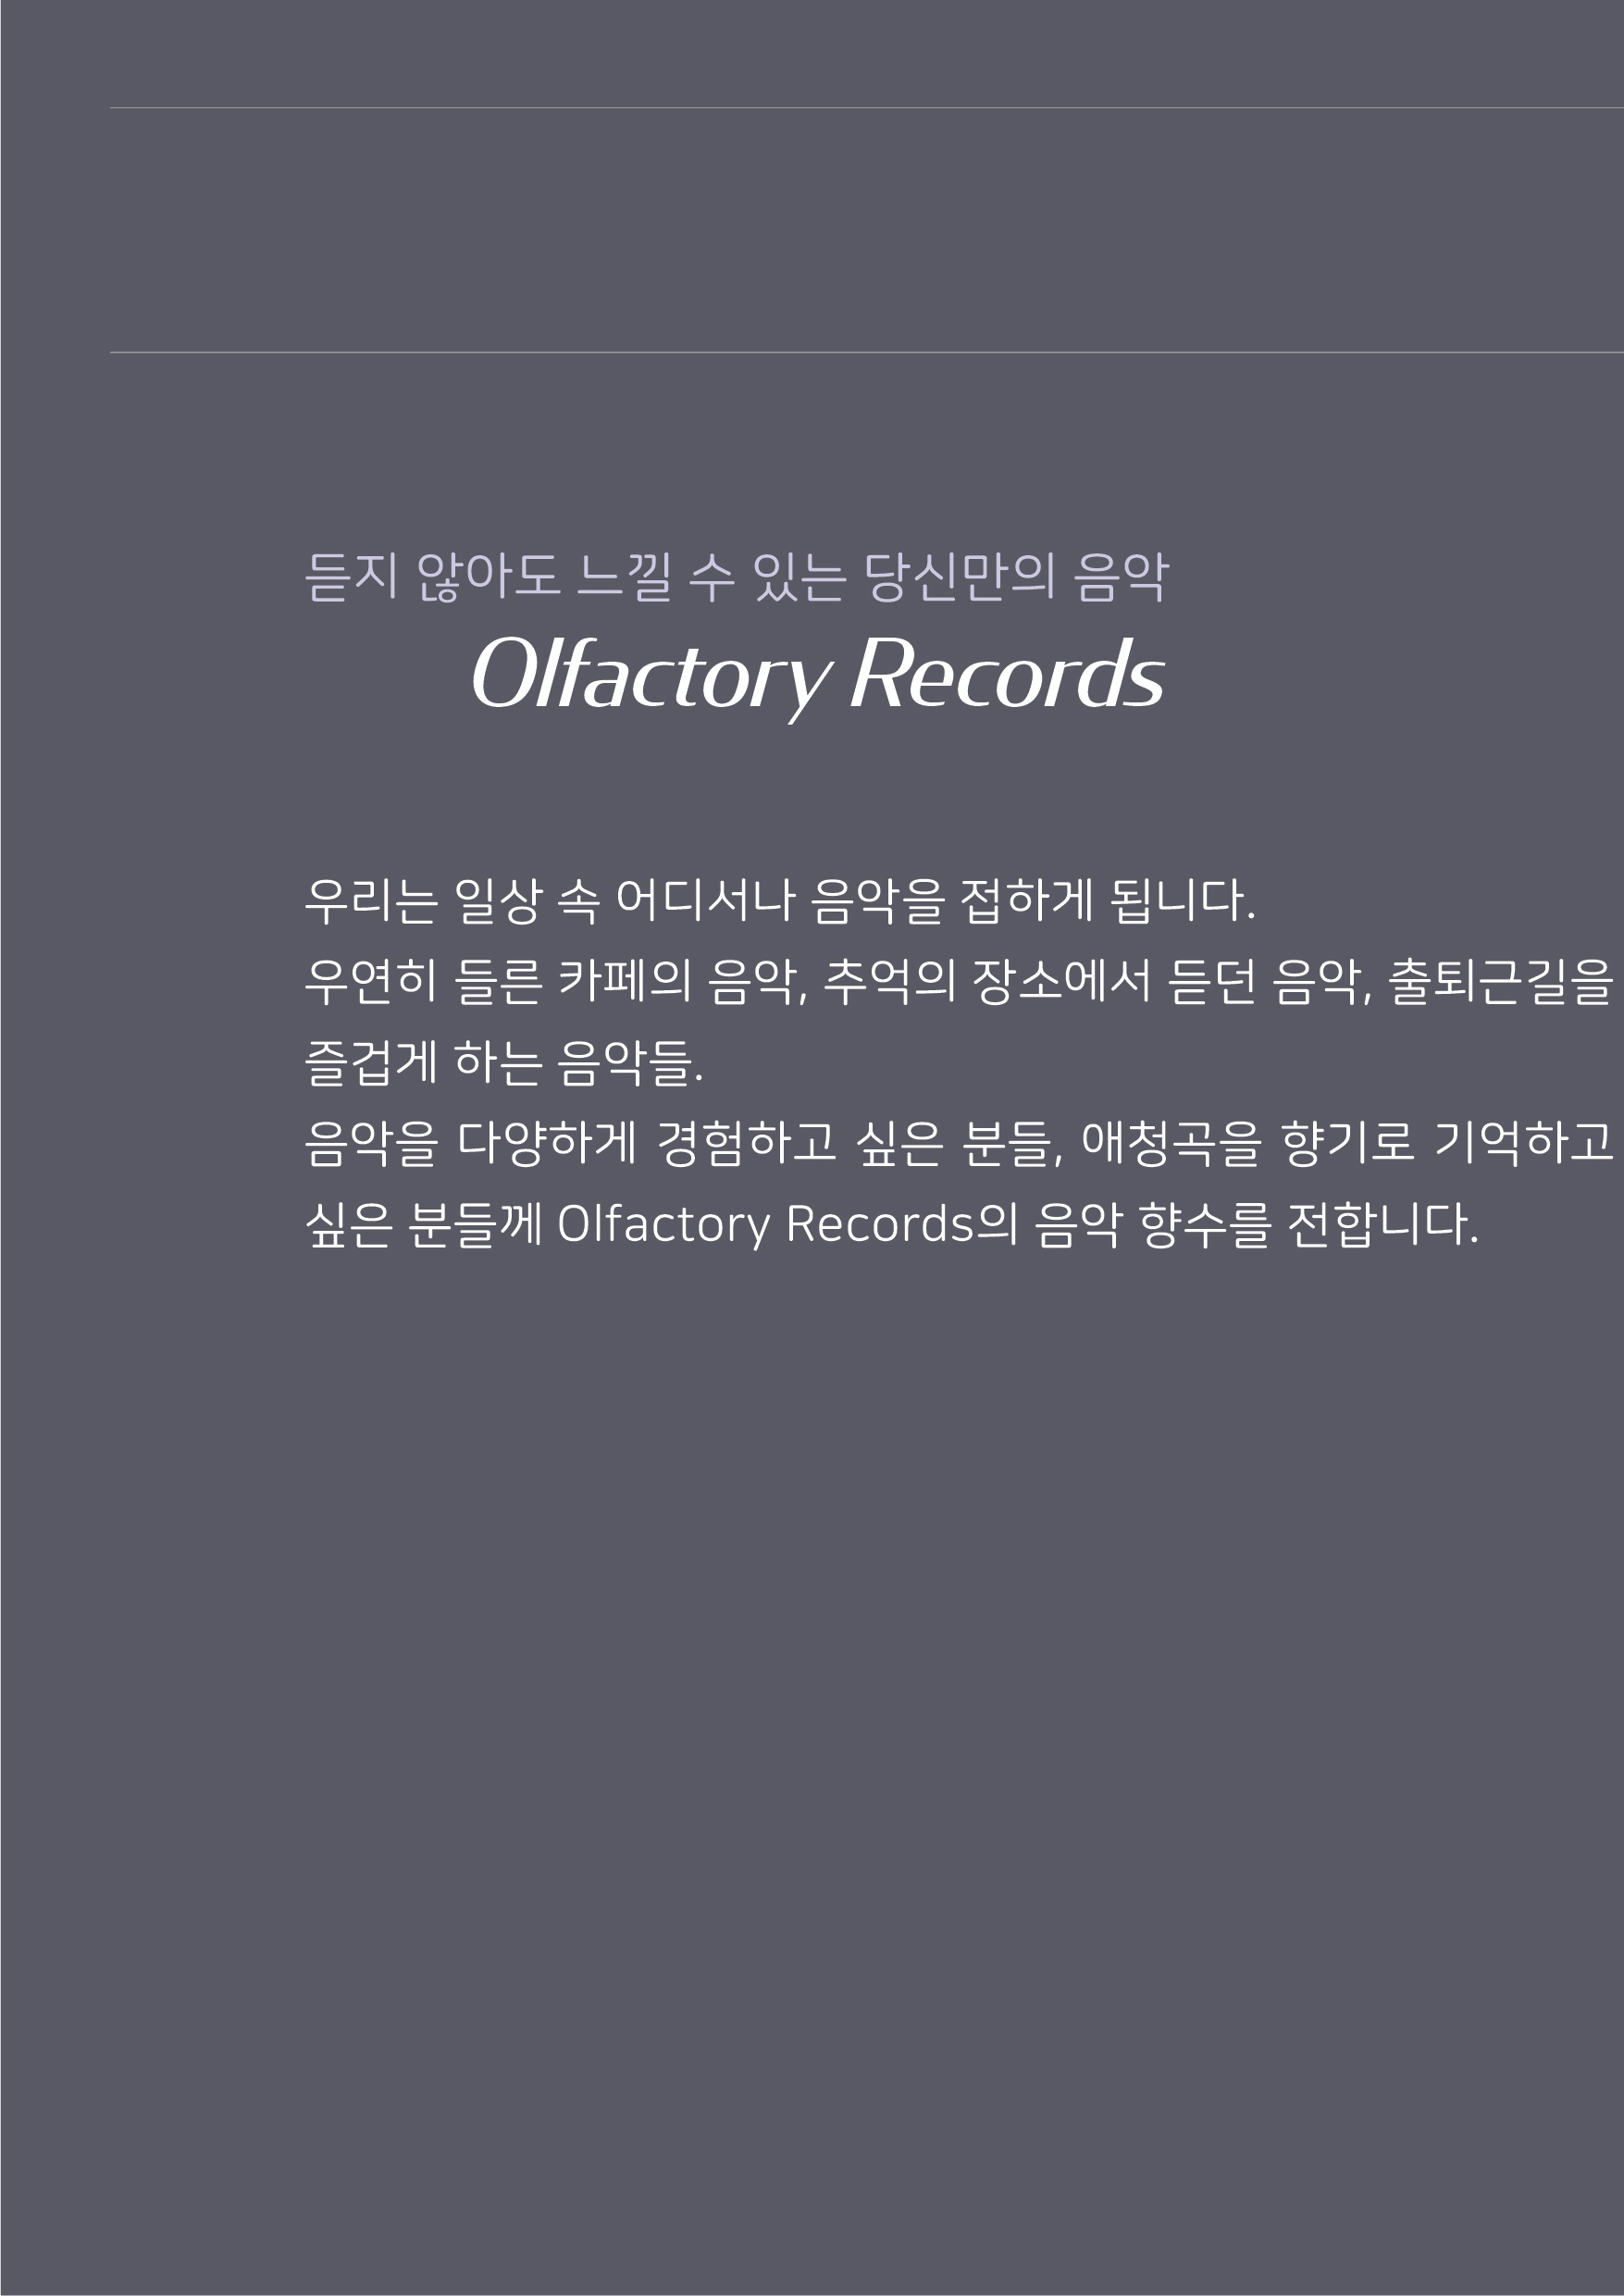 듣지 않아도 느낄 수 있는 당신만의 음악
Olfactory Records
우리는 일상 속 어디서나 음악을 접하게 됩니다.
우연히 들른 카페의 음악, 추억의 장소에서 듣던 음악, 출퇴근길을
즐겁게 하는 음악들.
음악을 다양하게 경험하고 싶은 분들, 애청곡을 향기로 기억하고
싶은 분들께 Olfactory Records의 음악 향수를 전합니다.